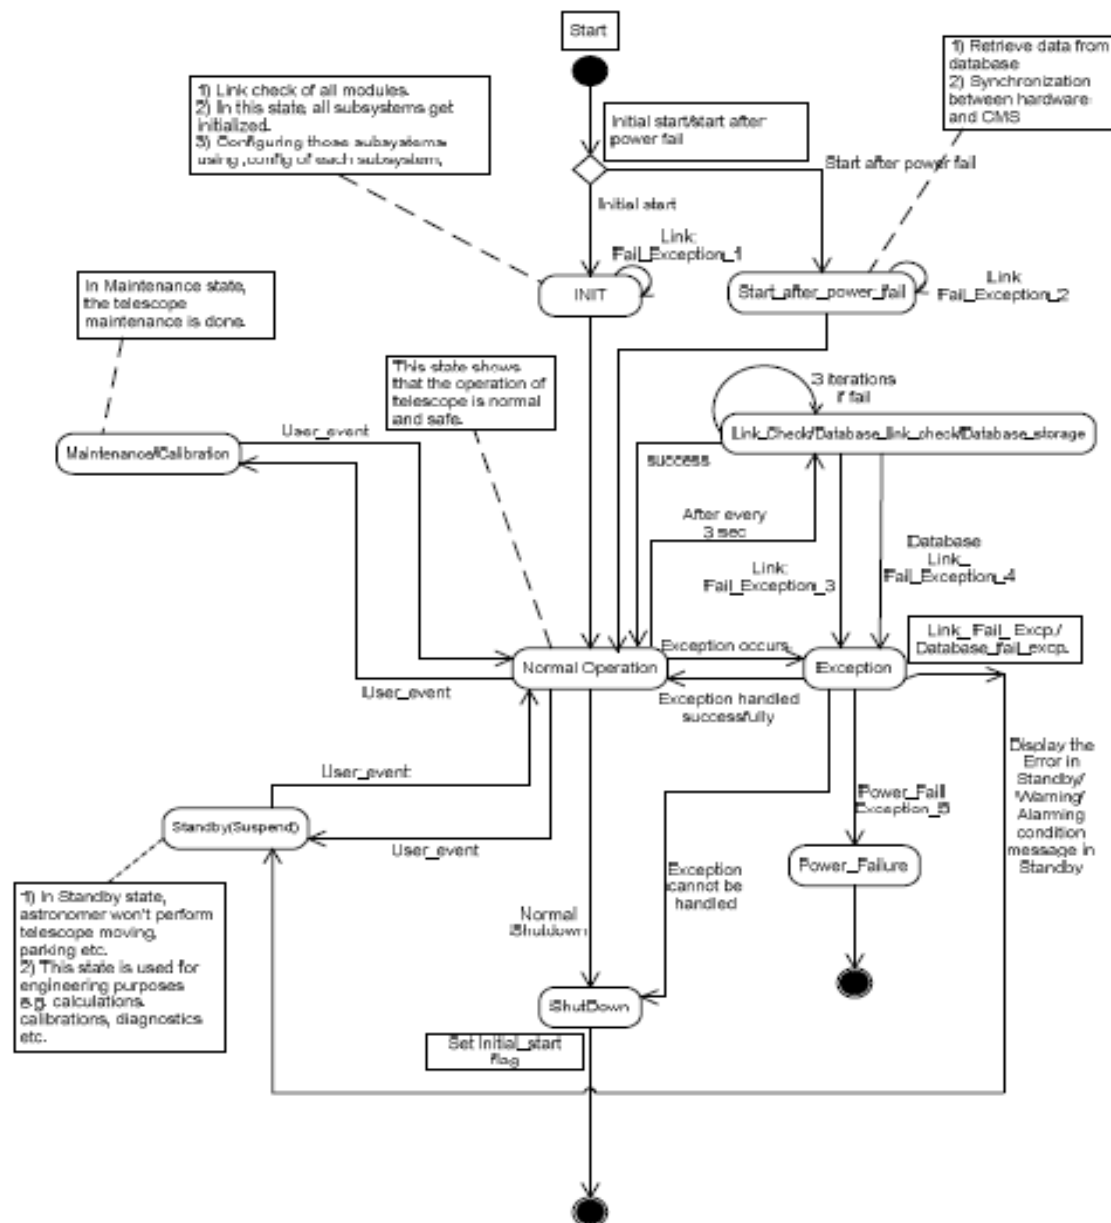 Start
1) Retrieve data from
database
2) Synchronization
between hardware
and CMS
1) Link check of all modules.
2) In this state, all subsystems get
initialized.
3) Configuring those subsystems
using .config of each subsystem,
Initial start/start after
power fail
Start after power fail
Initial start
Link
Fail_Exception_1
INIT
Start_after_power_fail
Link
Fail_Exception_2
In Maintenance state,
the telescope
maintenance is done.
This state shows
that the operation of
telescope is normal
and safe.
3 iterations
if fail
Link_Check/Database_link_check/Database_storage
User_event
Maintenance/Calibration
success
After every
3 sec
Link
Fail_Exception_3
Database
Link_
Fail_Exception_4
Link_Fail_Excp/
Database_fail_excp.
Exception occurs
Normal Operation
Exception
User_event
Exception handled
successfully
Display the
Error in
Standby/
Warning/
Alarming
condition
message in
Standby
User_event
Power_Fail
Exception_5
Standby(Suspend)
User_event
Power_Failure
Exception
cannot be
handled
1) In Standby state,
astronomer won't perform
telescope moving,
parking etc.
2) This state is used for
engineering purposes
e.g. calculations.
calibrations, diagnostics
etc.
Normal
Shutdown
ShutDown
Set Initial_start
flag